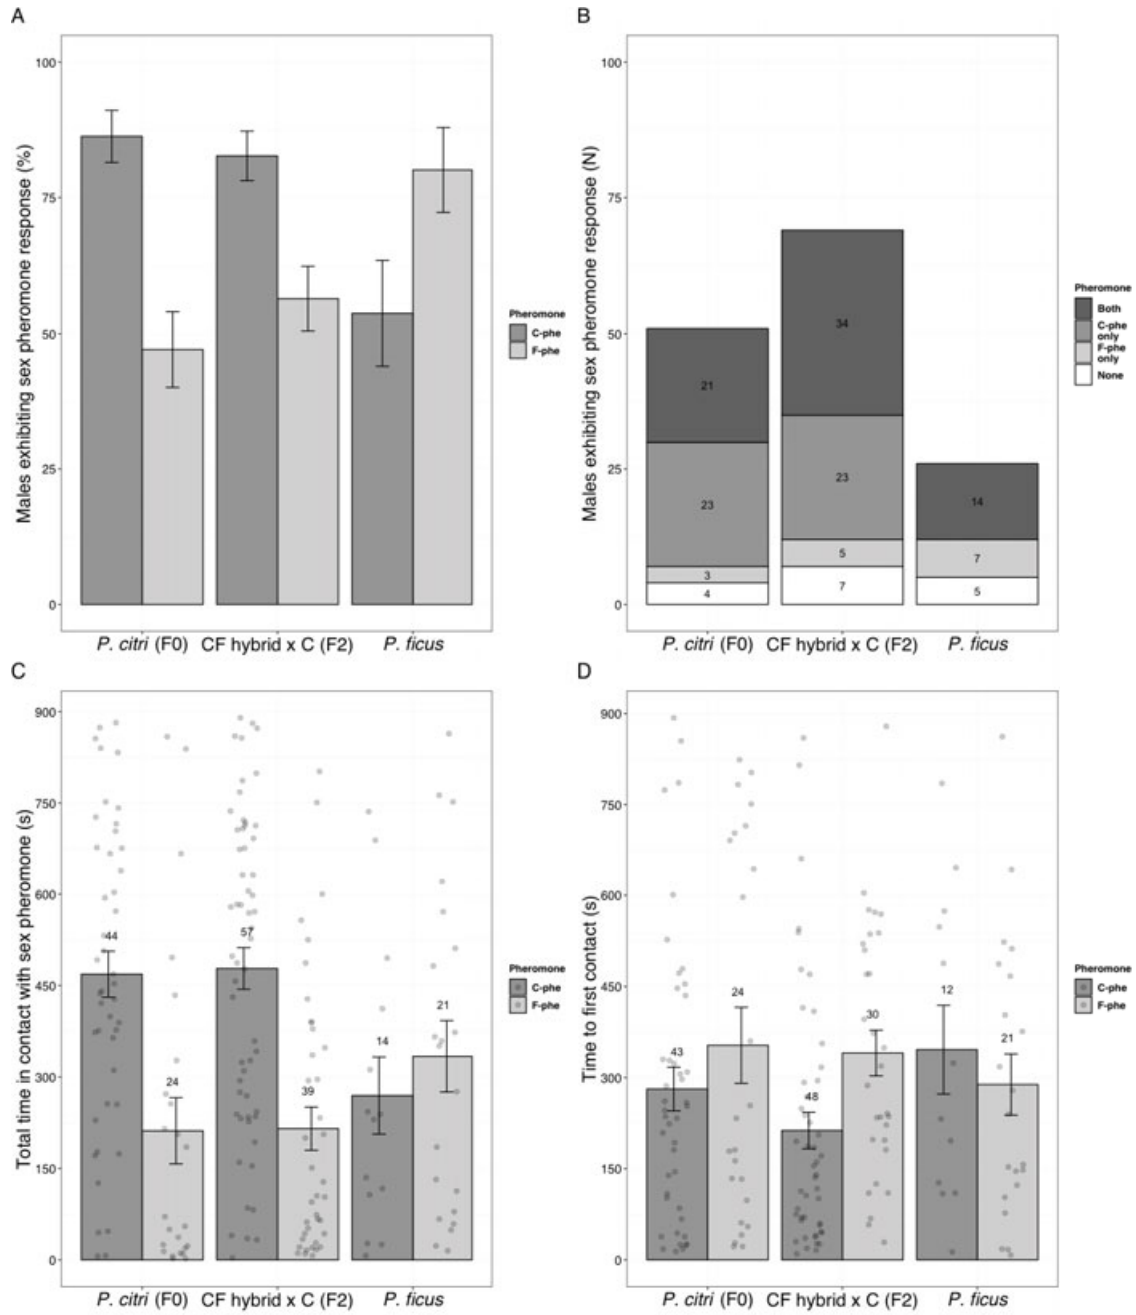 A
Males exhibiting sex pheromone response (%)
100
75
50
25
0
P. citri (F0) CF hybrid x C (F2) P. ficus
Pheromone
C-phe
F-phe
B
Males exhibiting sex pheromone response (N)
100
75
50
25
0
21
23
3
4
34
23
5
7
14
7
5
P. citri (F0) CF hybrid x C (F2) P. ficus
Pheromone
Both
C-phe
only
F-phe
only
None
C
Total time in contact with sex pheromone (s)
900
750
600
450
300
150
0
44
24
57
39
14
21
P. citri (F0) CF hybrid x C (F2) P. ficus
Pheromone
C-phe
F-phe
D
Time to first contact (s)
900
750
600
450
300
150
0
43
24
48
30
12
21
P. citri (F0) CF hybrid x C (F2) P. ficus
Pheromone
C-phe
F-phe